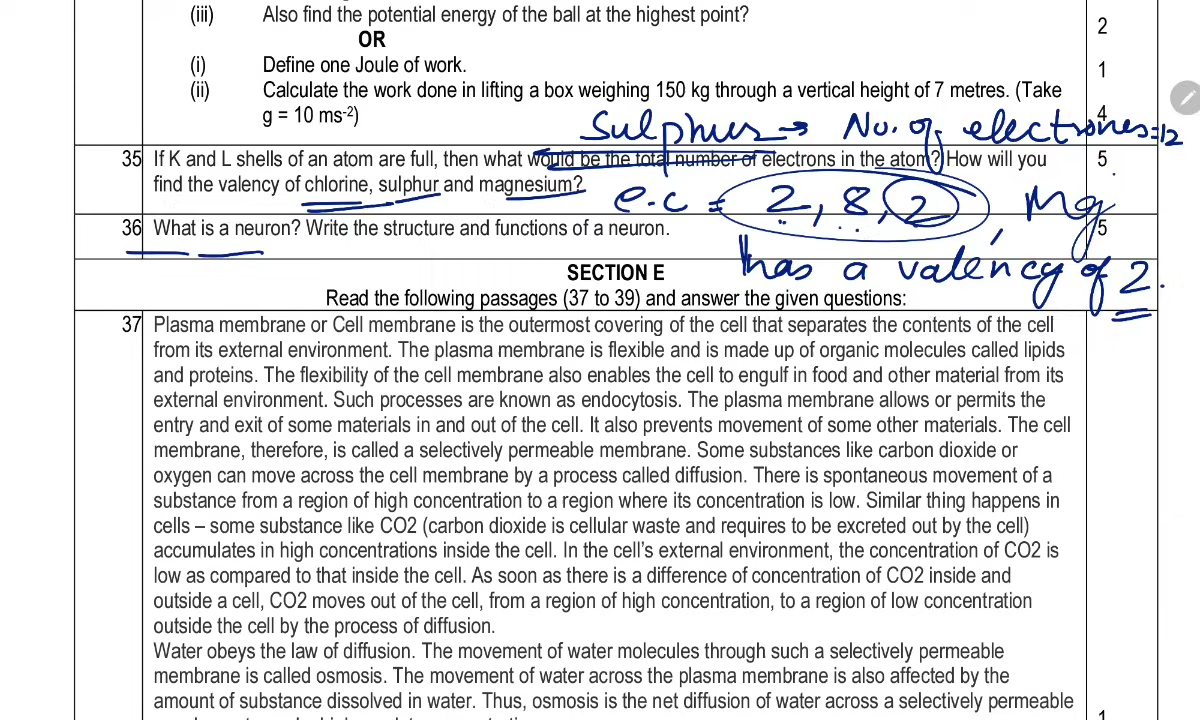 (iii) Also find the potential energy of the ball at the highest point? 2
OR
(i) Define one Joule of work. 1
(ii) Calculate the work done in lifting a box weighing 150 kg through a vertical height of 7 metres. (Take
g = 10 ms-2) 4
Sulphur → No. of electrones=12
35 If K and L shells of an atom are full, then what would be the total number of electrons in the atom? How will you 5
find the valency of chlorine, sulphur and magnesium?
e.c = 2, 8, 2, Mg
36 What is a neuron? Write the structure and functions of a neuron. 5
has a valency of 2.
SECTION E
Read the following passages (37 to 39) and answer the given questions:
37 Plasma membrane or Cell membrane is the outermost covering of the cell that separates the contents of the cell
from its external environment. The plasma membrane is flexible and is made up of organic molecules called lipids
and proteins. The flexibility of the cell membrane also enables the cell to engulf in food and other material from its
external environment. Such processes are known as endocytosis. The plasma membrane allows or permits the
entry and exit of some materials in and out of the cell. It also prevents movement of some other materials. The cell
membrane, therefore, is called a selectively permeable membrane. Some substances like carbon dioxide or
oxygen can move across the cell membrane by a process called diffusion. There is spontaneous movement of a
substance from a region of high concentration to a region where its concentration is low. Similar thing happens in
cells – some substance like CO2 (carbon dioxide is cellular waste and requires to be excreted out by the cell)
accumulates in high concentrations inside the cell. In the cell's external environment, the concentration of CO2 is
low as compared to that inside the cell. As soon as there is a difference of concentration of CO2 inside and
outside a cell, CO2 moves out of the cell, from a region of high concentration, to a region of low concentration
outside the cell by the process of diffusion.
Water obeys the law of diffusion. The movement of water molecules through such a selectively permeable
membrane is called osmosis. The movement of water across the plasma membrane is also affected by the
amount of substance dissolved in water. Thus, osmosis is the net diffusion of water across a selectively permeable